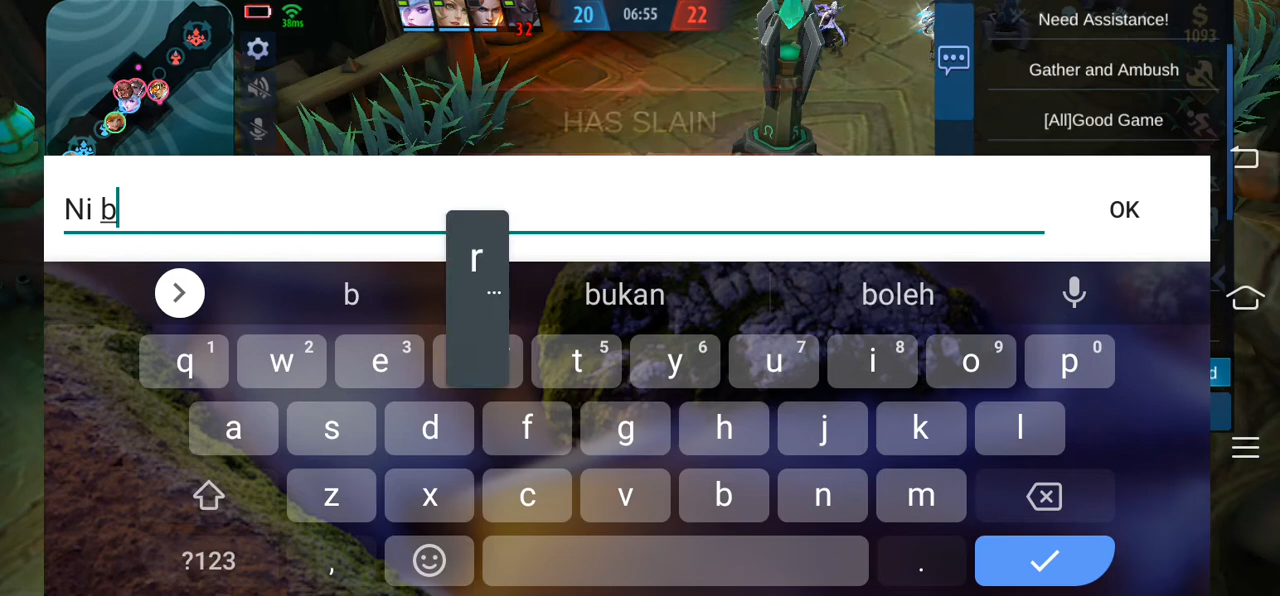 38ms
32
20 06:55 22
Need Assistance!
1093
Gather and Ambush
HAS SLAIN
[All]Good Game
Ni b
OK
r
...
b bukan boleh
q 1 w 2 e 3 t 5 y 6 u 7 i 8 o 9 p 0
a s d f g h j k l
z x c v b n m
?123 , .
d